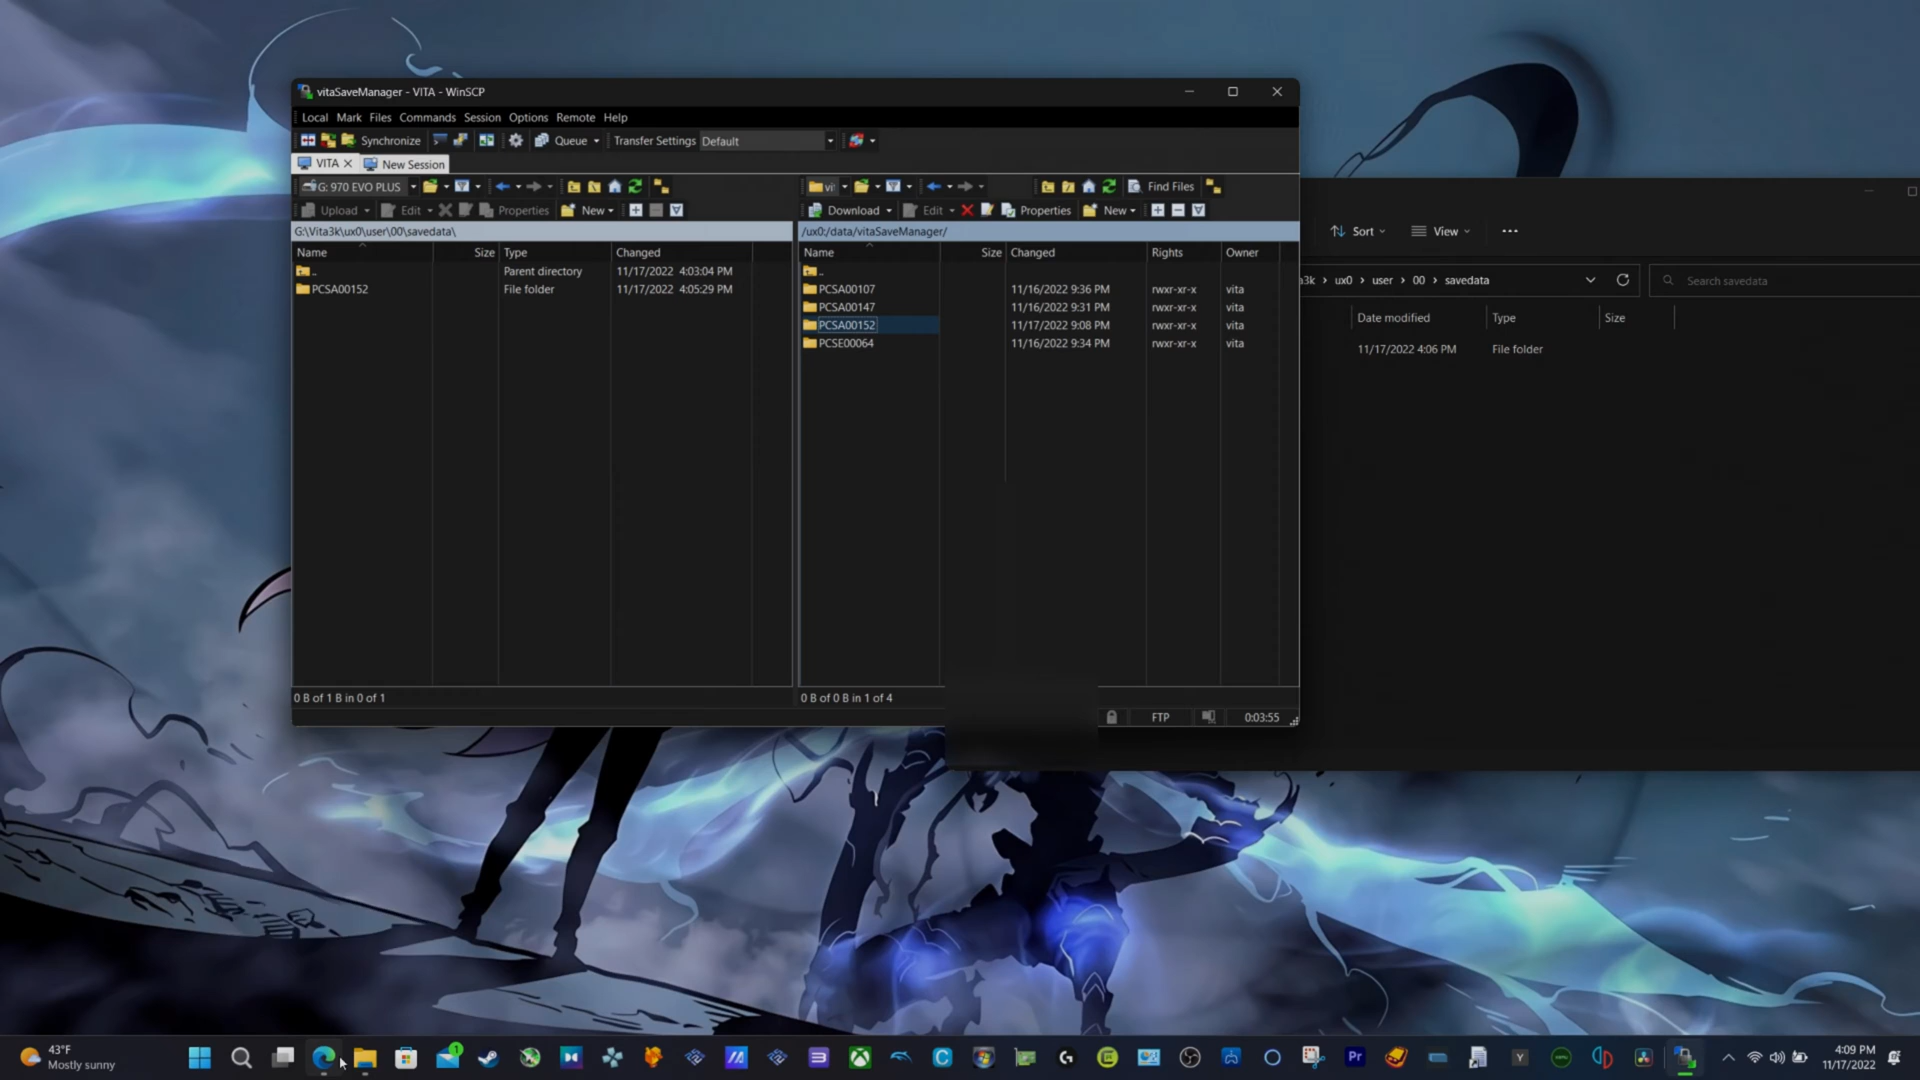 vitaSaveManager - VITA - WinSCP
Local Mark Files Commands Session Options Remote Help
Synchronize Queue Transfer Settings Default
VITA New Session
G: 970 EVO PLUS
Find Files
Upload Edit Properties New
Download Edit Properties New
G:\Vita3k\ux0\user\00\savedata\
/ux0:/data/vitaSaveManager/
Name Size Type Changed
.. Parent directory 11/17/2022 4:03:04 PM
PCSA00152 File folder 11/17/2022 4:05:29 PM
0 B of 1 B in 0 of 1
Name Size Changed Rights Owner
..
PCSA00107 11/16/2022 9:36 PM rwxr-xr-x vita
PCSA00147 11/16/2022 9:31 PM rwxr-xr-x vita
PCSA00152 11/17/2022 9:08 PM rwxr-xr-x vita
PCSE00064 11/16/2022 9:34 PM rwxr-xr-x vita
0 B of 0 B in 1 of 4
FTP 0:03:55
Sort View ...
a3k > ux0 > user > 00 > savedata
Search savedata
Date modified Type Size
11/17/2022 4:06 PM File folder
43°F
Mostly sunny
1
Pr
Y
4:09 PM
11/17/2022